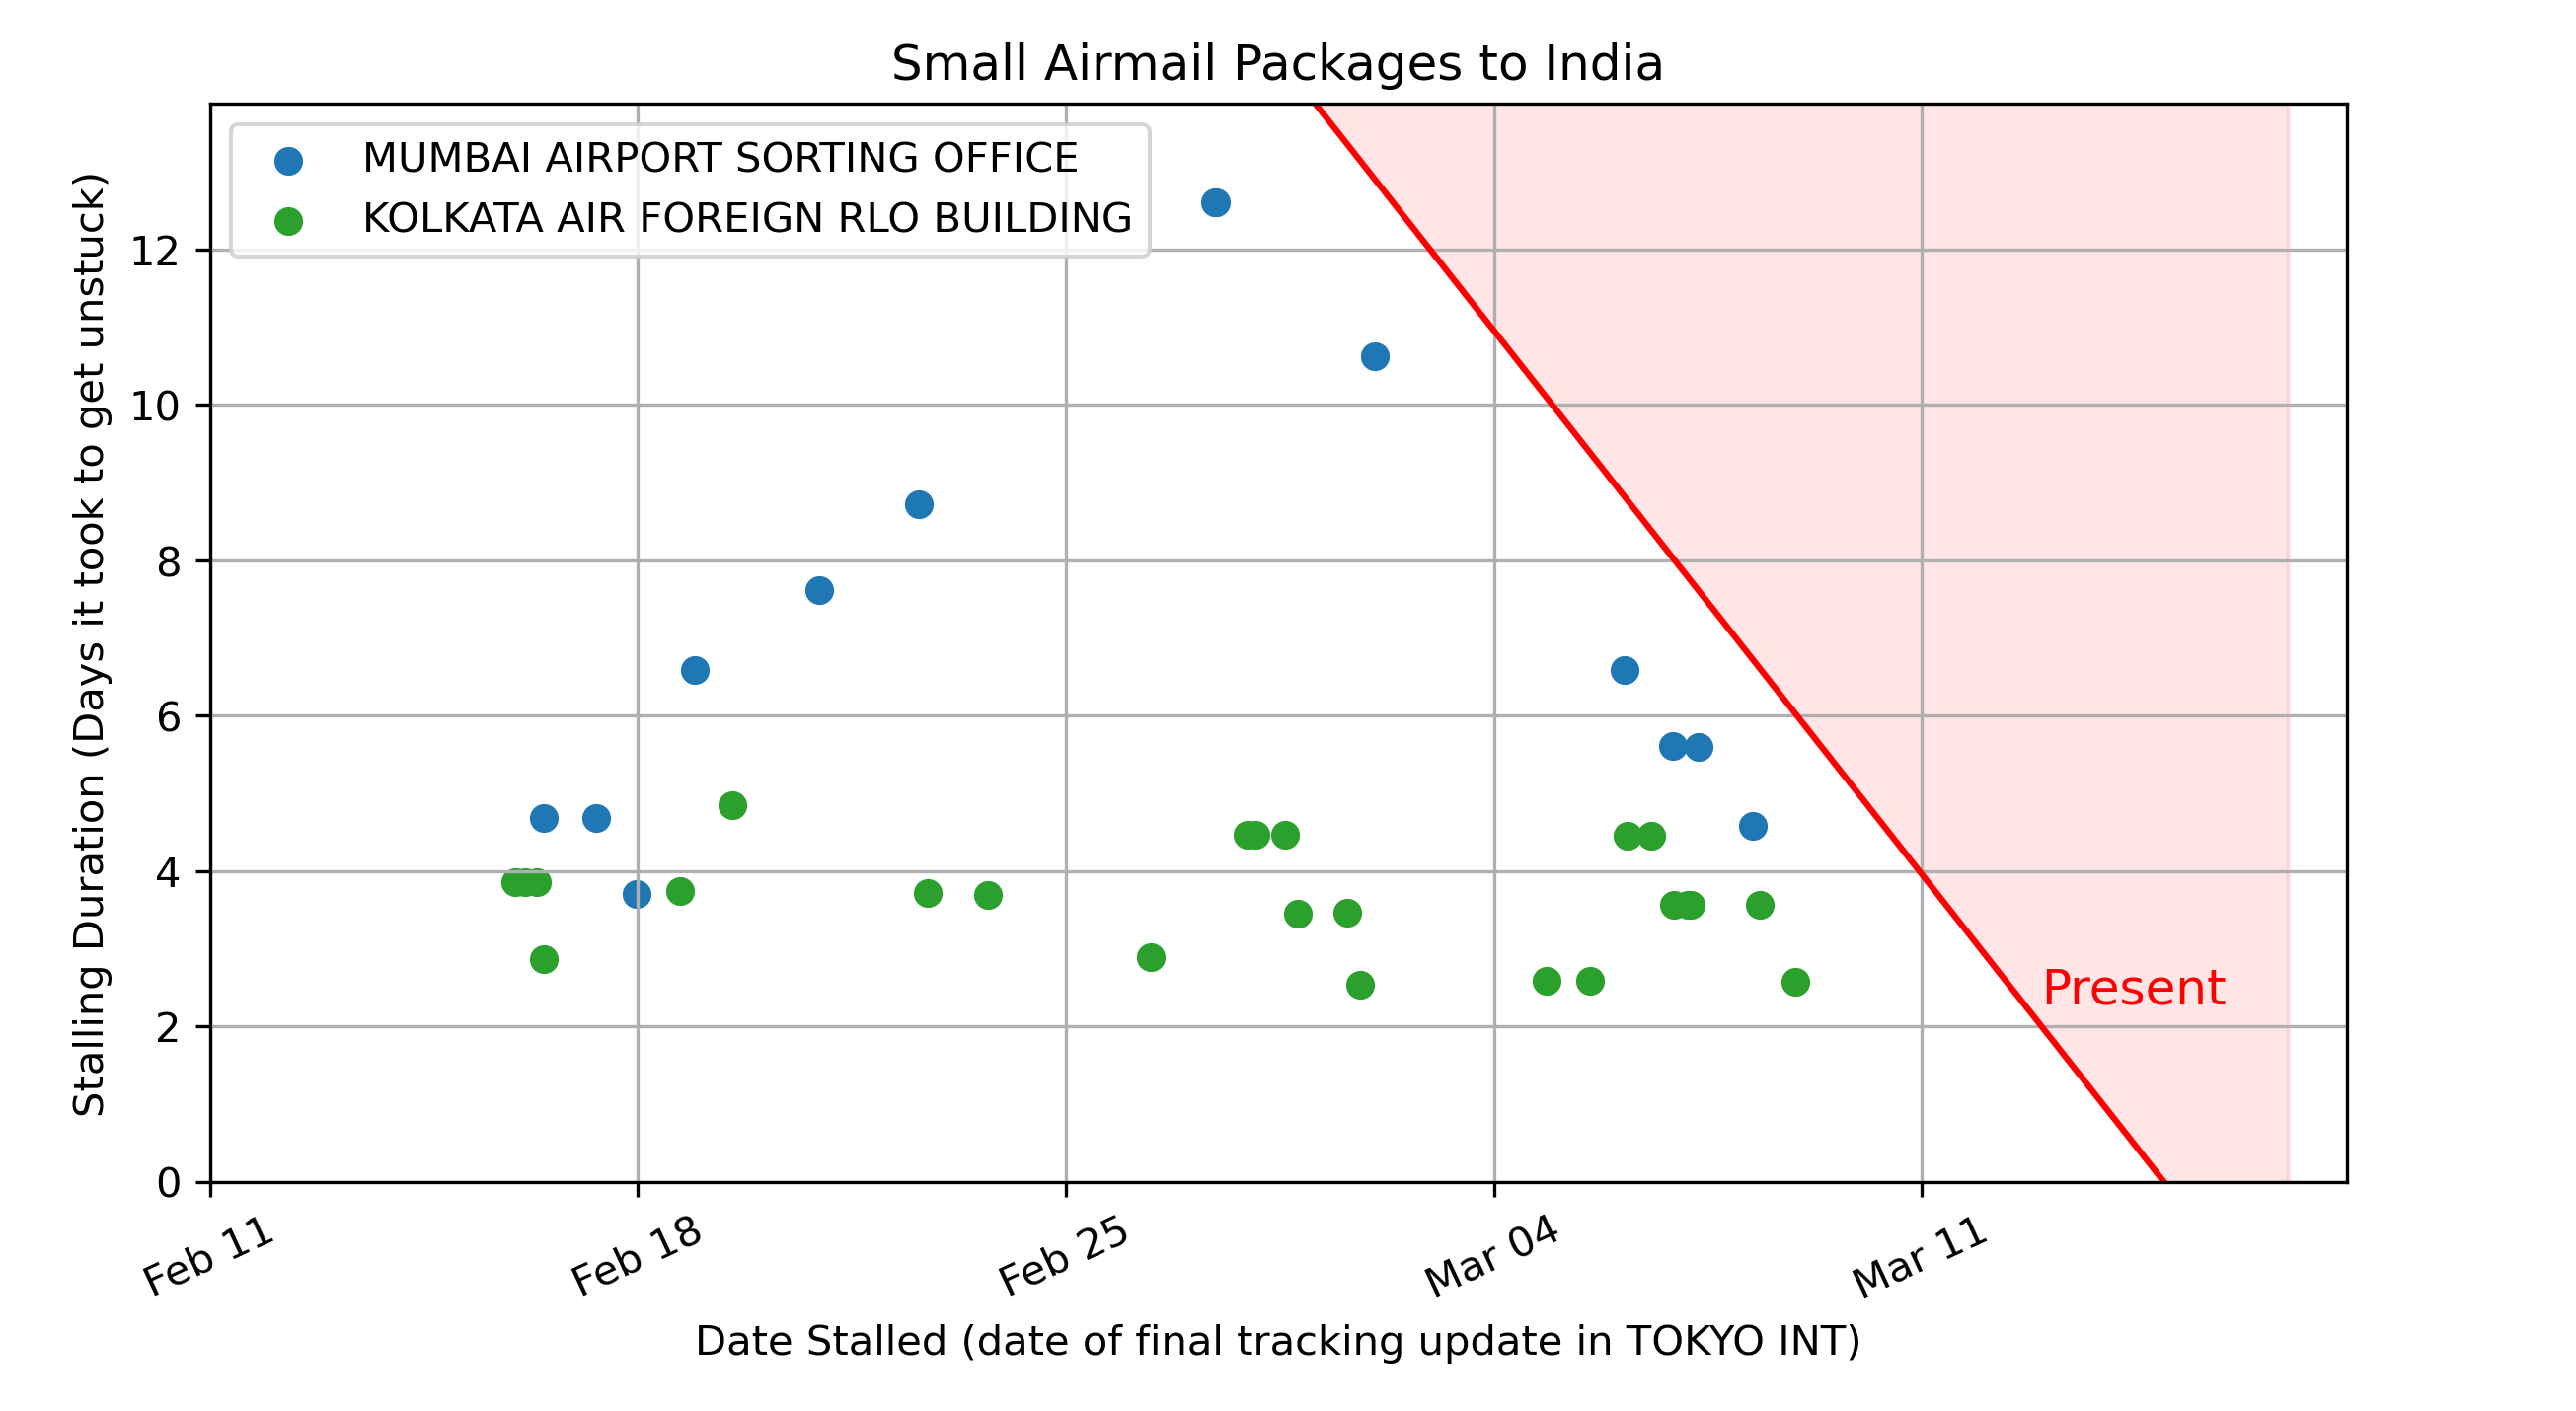 Small Airmail Packages to India
MUMBAI AIRPORT SORTING OFFICE
KOLKATA AIR FOREIGN RLO BUILDING
Stalling Duration (Days it took to get unstuck)
12
10
8
6
4
2
0
Present
Feb 11
Feb 18
Feb 25
Mar 04
Mar 11
Date Stalled (date of final tracking update in TOKYO INT)